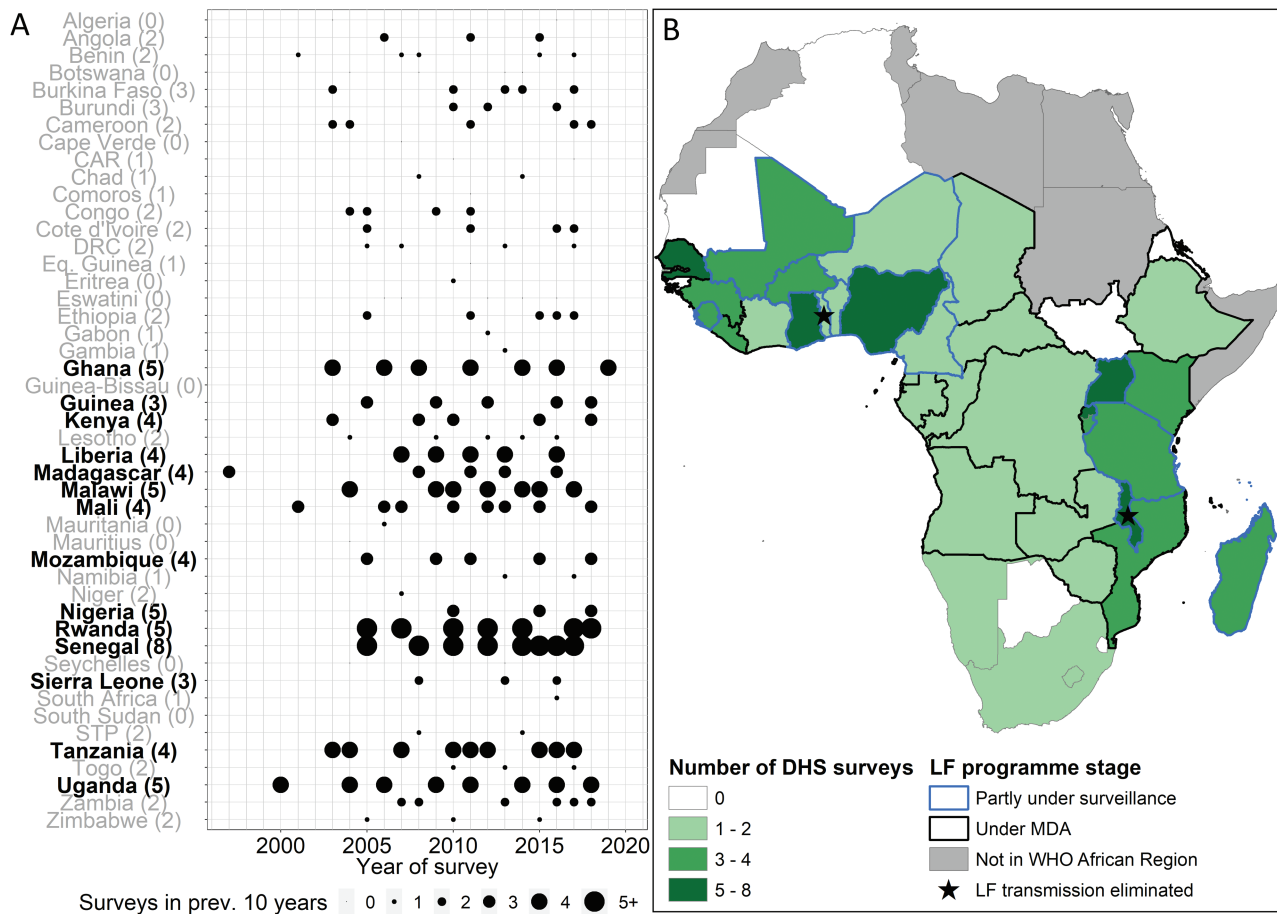 A
Algeria (0)
Angola (2)
Benin (2)
Botswana (0)
Burkina Faso (3)
Burundi (3)
Cameroon (2)
Cape Verde (0)
CAR (1)
Chad (1)
Comoros (1)
Congo (2)
Cote d'Ivoire (2)
DRC (2)
Eq. Guinea (1)
Eritrea (0)
Eswatini (0)
Ethiopia (2)
Gabon (1)
Gambia (1)
Ghana (5)
Guinea-Bissau (0)
Guinea (3)
Kenya (4)
Lesotho (2)
Liberia (4)
Madagascar (4)
Malawi (5)
Mali (4)
Mauritania (0)
Mauritius (0)
Mozambique (4)
Namibia (1)
Niger (2)
Nigeria (5)
Rwanda (5)
Senegal (8)
Seychelles (0)
Sierra Leone (3)
South Africa (1)
South Sudan (0)
STP (2)
Tanzania (4)
Togo (2)
Uganda (5)
Zambia (2)
Zimbabwe (2)
2000 2005 2010 2015 2020
Year of survey
Surveys in prev. 10 years 0 1 2 3 4 5+
B
Number of DHS surveys
0
1 - 2
3 - 4
5 - 8
LF programme stage
Partly under surveillance
Under MDA
Not in WHO African Region
LF transmission eliminated